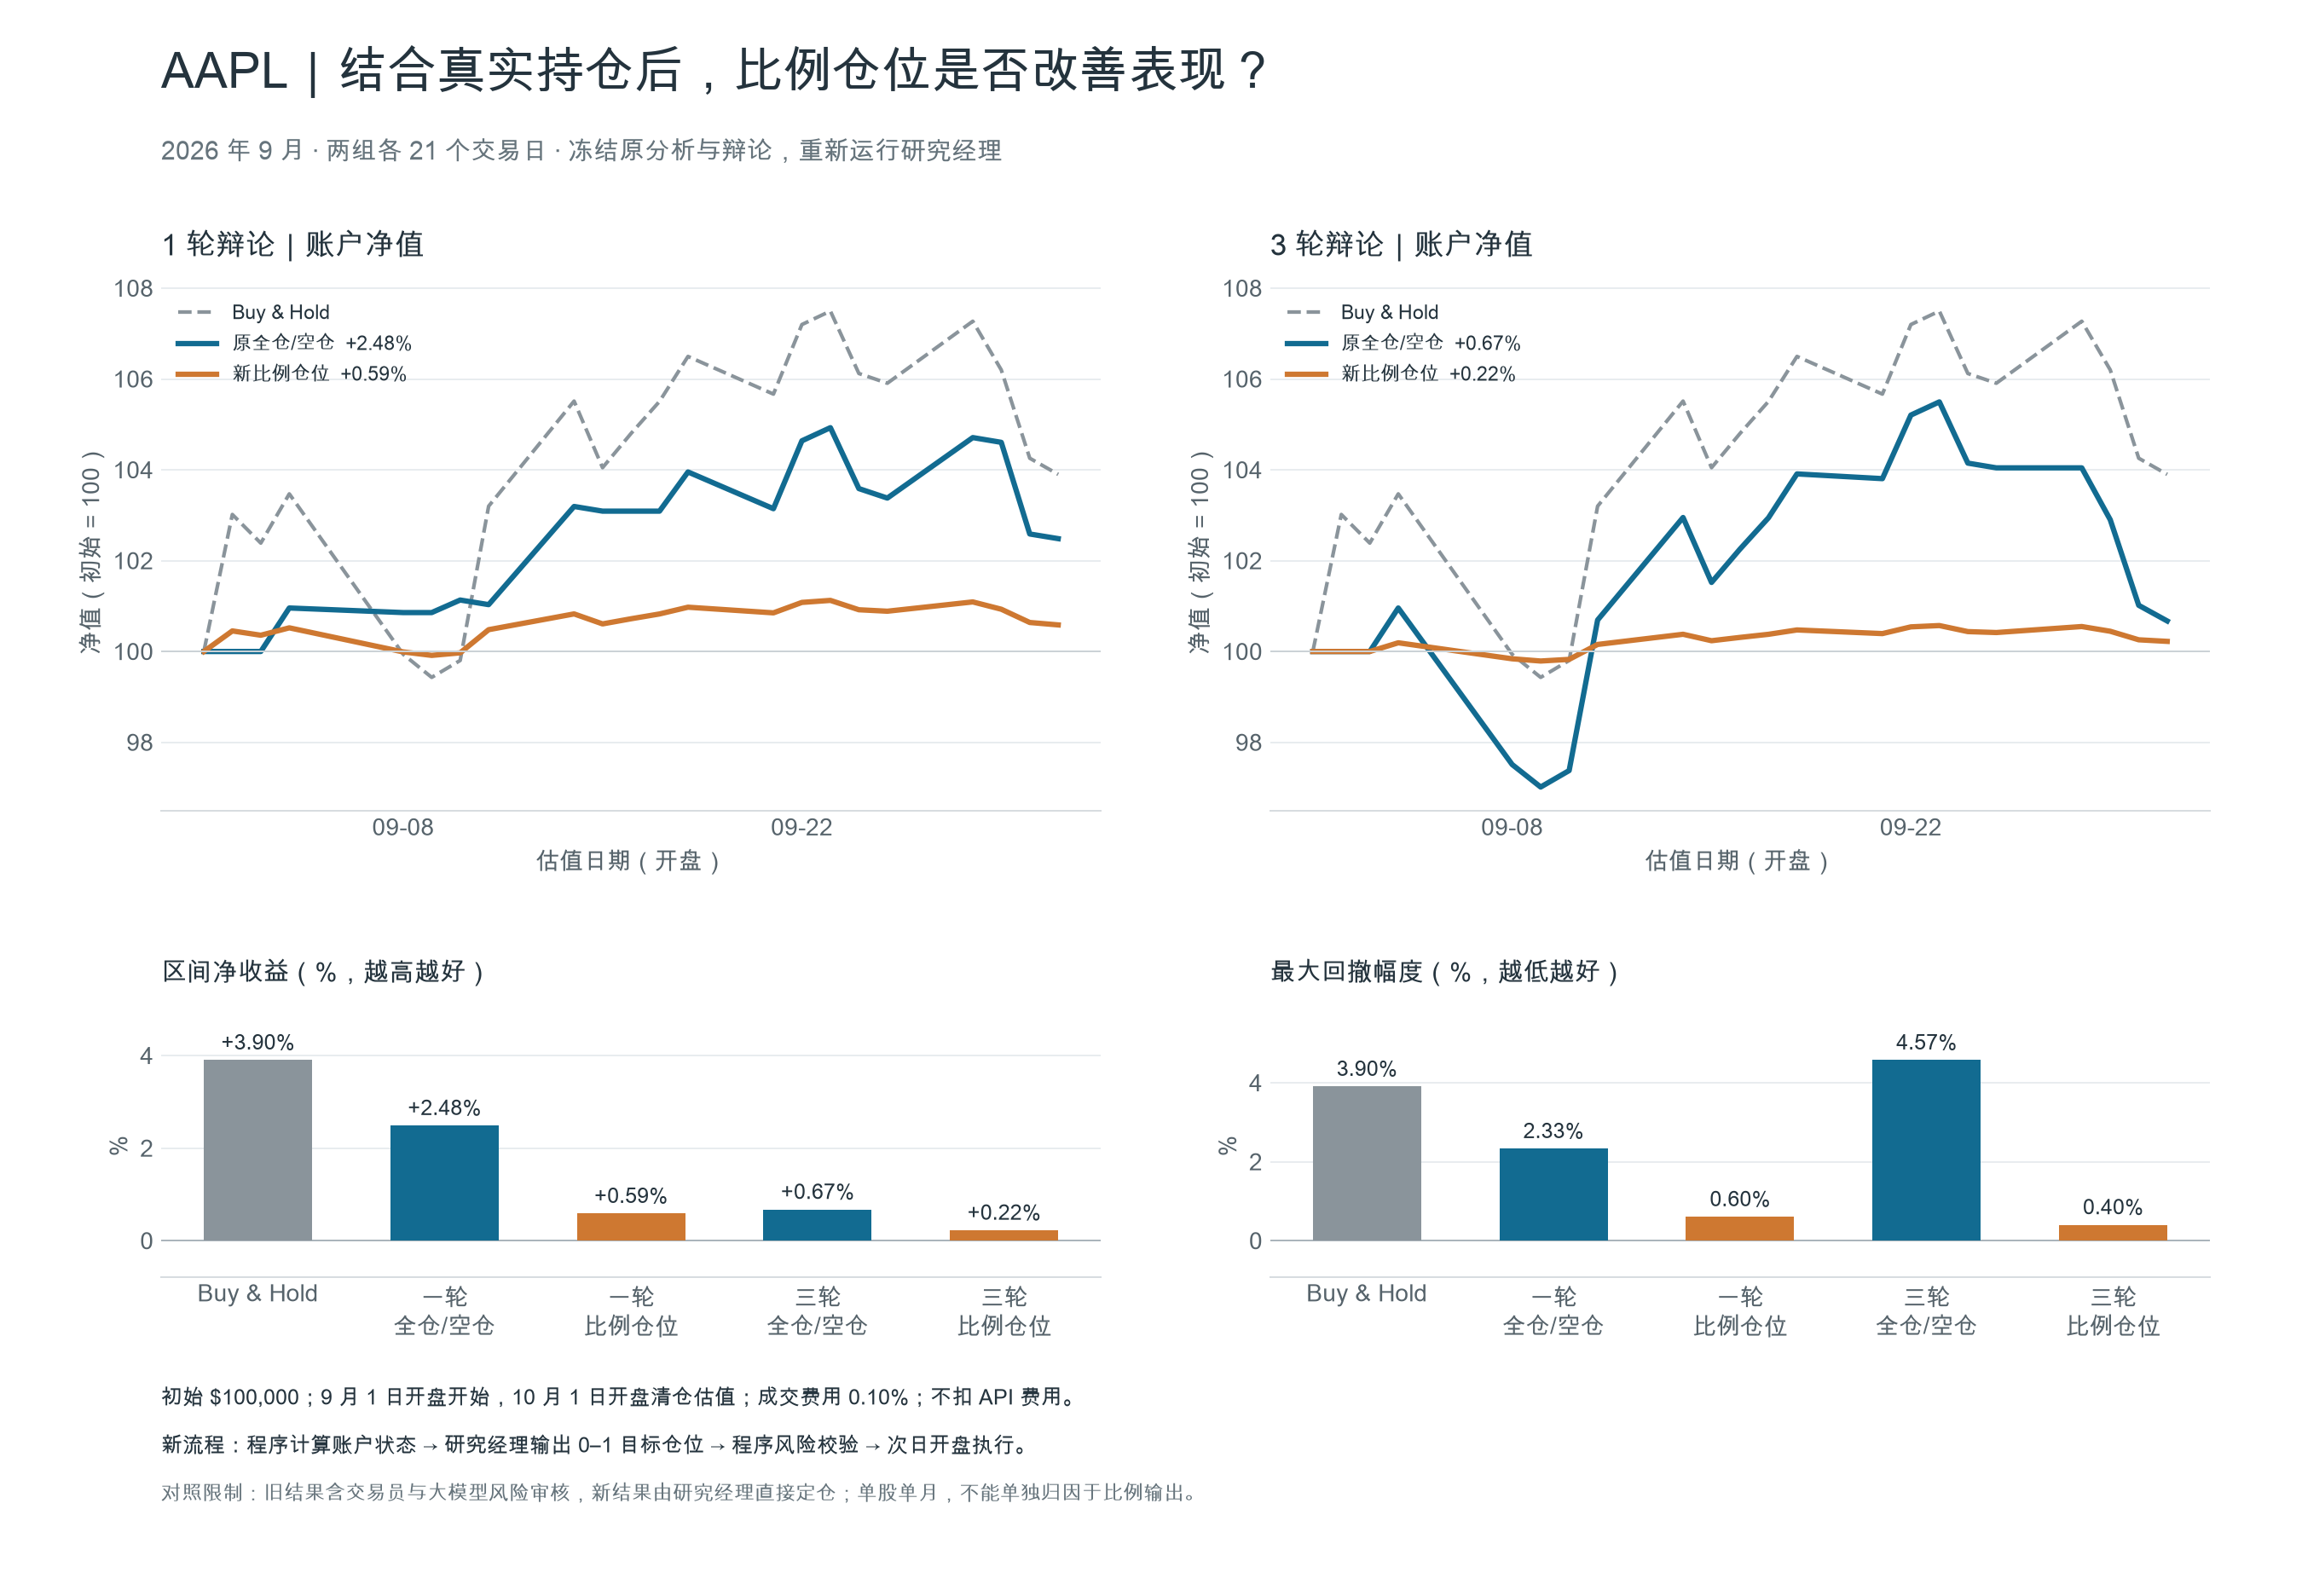 AAPL | 结合真实持仓后，比例仓位是否改善表现？
2026 年 9 月 · 两组各 21 个交易日 · 冻结原分析与辩论，重新运行研究经理
1 轮辩论 | 账户净值
108
106
104
102
100
98
净值（初始 = 100）
Buy & Hold
原全仓/空仓 +2.48%
新比例仓位 +0.59%
09-08
09-22
估值日期（开盘）
3 轮辩论 | 账户净值
108
106
104
102
100
98
净值（初始 = 100）
Buy & Hold
原全仓/空仓 +0.67%
新比例仓位 +0.22%
09-08
09-22
估值日期（开盘）
区间净收益（%，越高越好）
%
4
2
0
+3.90%
+2.48%
+0.59%
+0.67%
+0.22%
Buy & Hold
一轮
全仓/空仓
一轮
比例仓位
三轮
全仓/空仓
三轮
比例仓位
最大回撤幅度（%，越低越好）
%
4
2
0
3.90%
2.33%
0.60%
4.57%
0.40%
Buy & Hold
一轮
全仓/空仓
一轮
比例仓位
三轮
全仓/空仓
三轮
比例仓位
初始 $100,000；9 月 1 日开盘开始，10 月 1 日开盘清仓估值；成交费用 0.10%；不扣 API 费用。
新流程：程序计算账户状态 → 研究经理输出 0–1 目标仓位 → 程序风险校验 → 次日开盘执行。
对照限制：旧结果含交易员与大模型风险审核，新结果由研究经理直接定仓；单股单月，不能单独归因于比例输出。